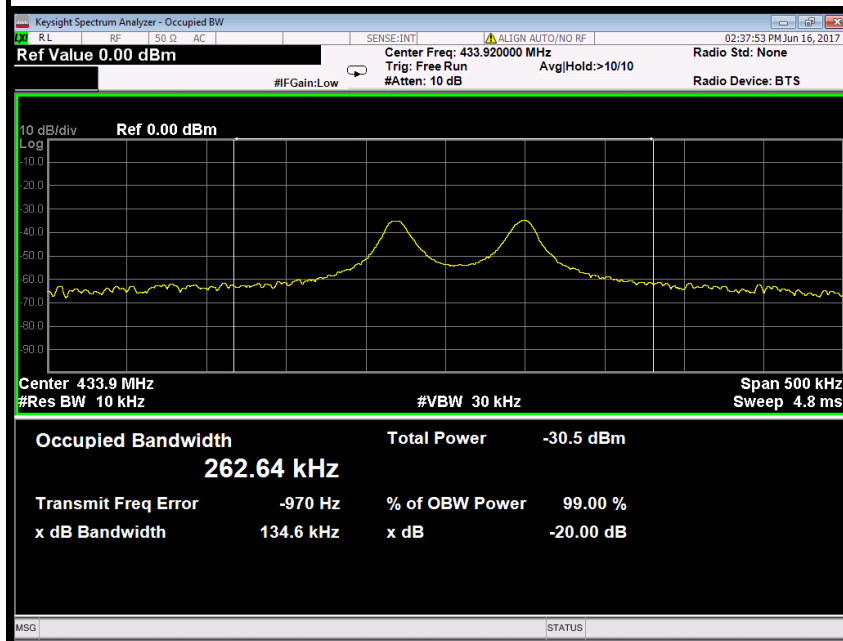 Keysight Spectrum Analyzer - Occupied BW
LXI RL RF 50 Ω AC SENSE:INT ALIGN AUTO/NO RF 02:37:53 PM Jun 16, 2017
Ref Value 0.00 dBm Center Freq: 433.920000 MHz Radio Std: None
Trig: Free Run Avg|Hold:>10/10
#IFGain:Low #Atten: 10 dB Radio Device: BTS
10 dB/div Ref 0.00 dBm
Log
-10.0
-20.0
-30.0
-40.0
-50.0
-60.0
-70.0
-80.0
-90.0
Center 433.9 MHz Span 500 kHz
#Res BW 10 kHz #VBW 30 kHz Sweep 4.8 ms
Occupied Bandwidth Total Power -30.5 dBm
262.64 kHz
Transmit Freq Error -970 Hz % of OBW Power 99.00 %
x dB Bandwidth 134.6 kHz x dB -20.00 dB
MSG STATUS